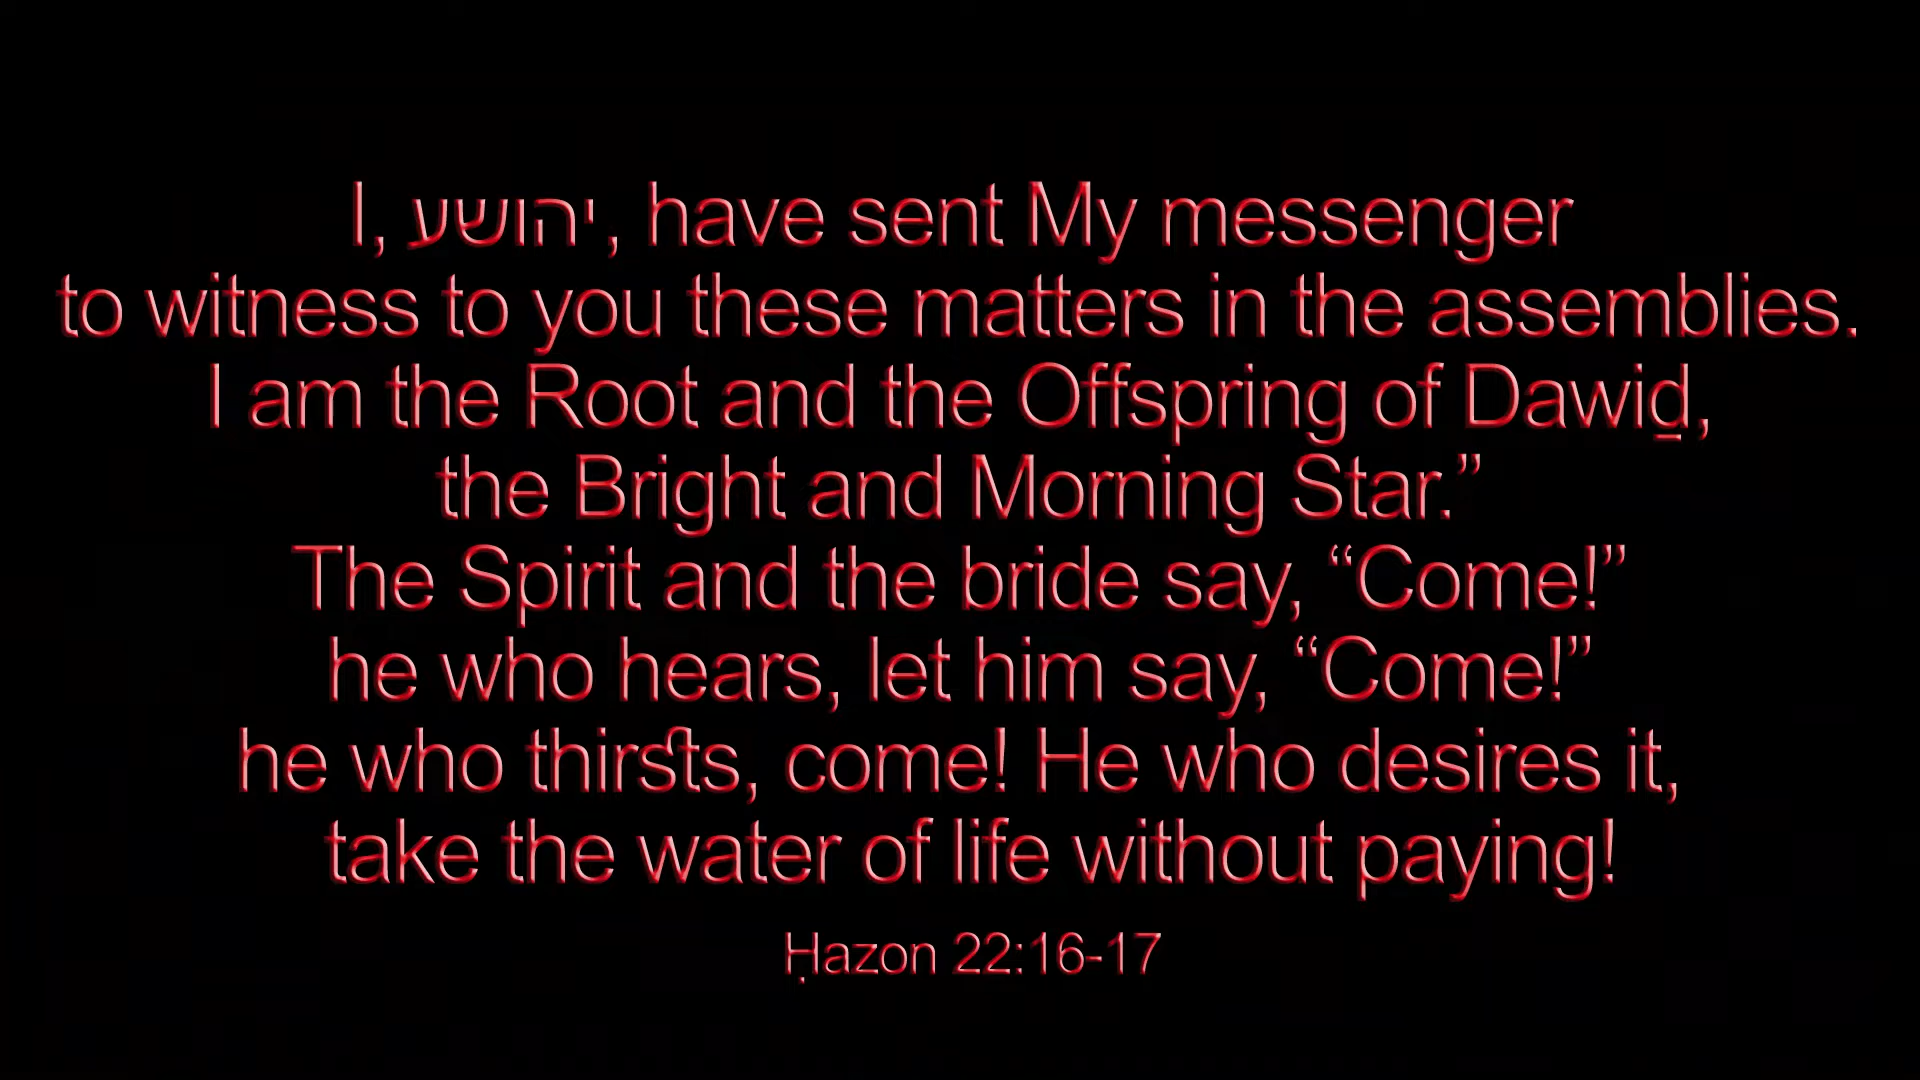 I, יהושע, have sent My messenger
to witness to you these matters in the assemblies.
I am the Root and the Offspring of Dawiḏ,
the Bright and Morning Star.”
The Spirit and the bride say, “Come!”
he who hears, let him say, “Come!”
he who thirsts, come! He who desires it,
take the water of life without paying!
Ḥazon 22:16-17